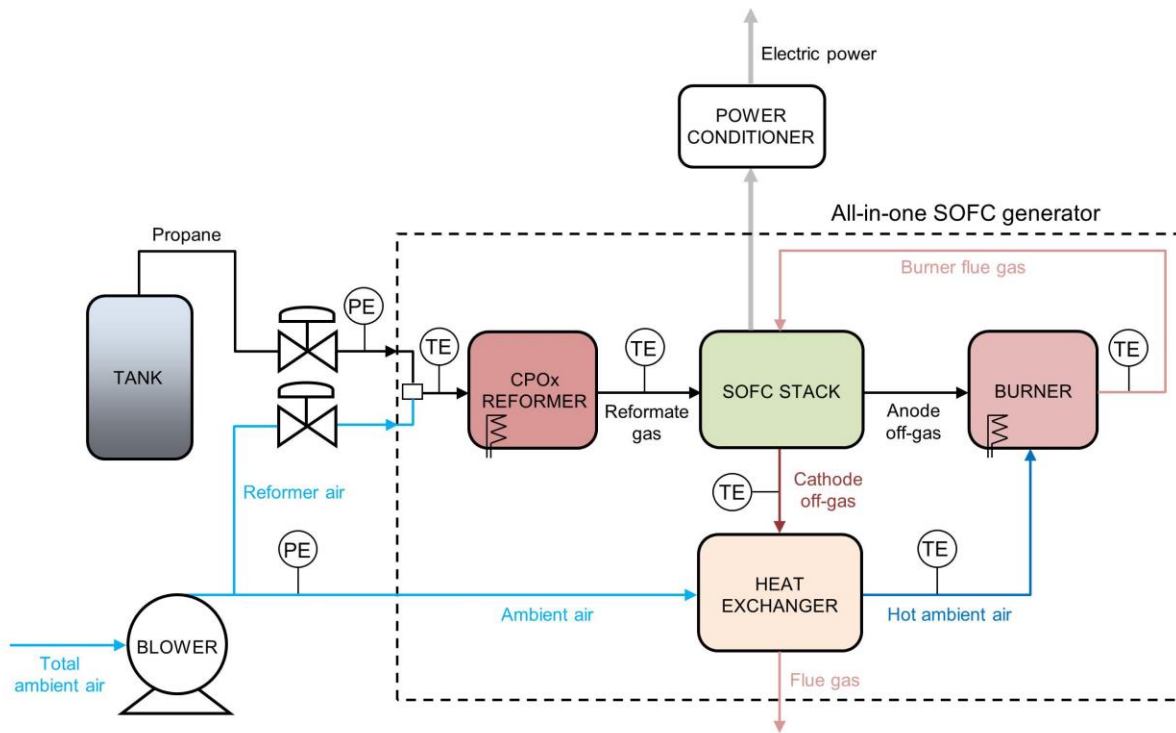 Electric power
POWER
CONDITIONER
All-in-one SOFC generator
Propane
Burner flue gas
PE
TE
TE
TE
TANK
CPOx
REFORMER
SOFC STACK
BURNER
Reformate
gas
Anode
off-gas
Reformer air
TE
Cathode
off-gas
PE
TE
HEAT
EXCHANGER
Ambient air
Hot ambient air
BLOWER
Total
ambient air
Flue gas